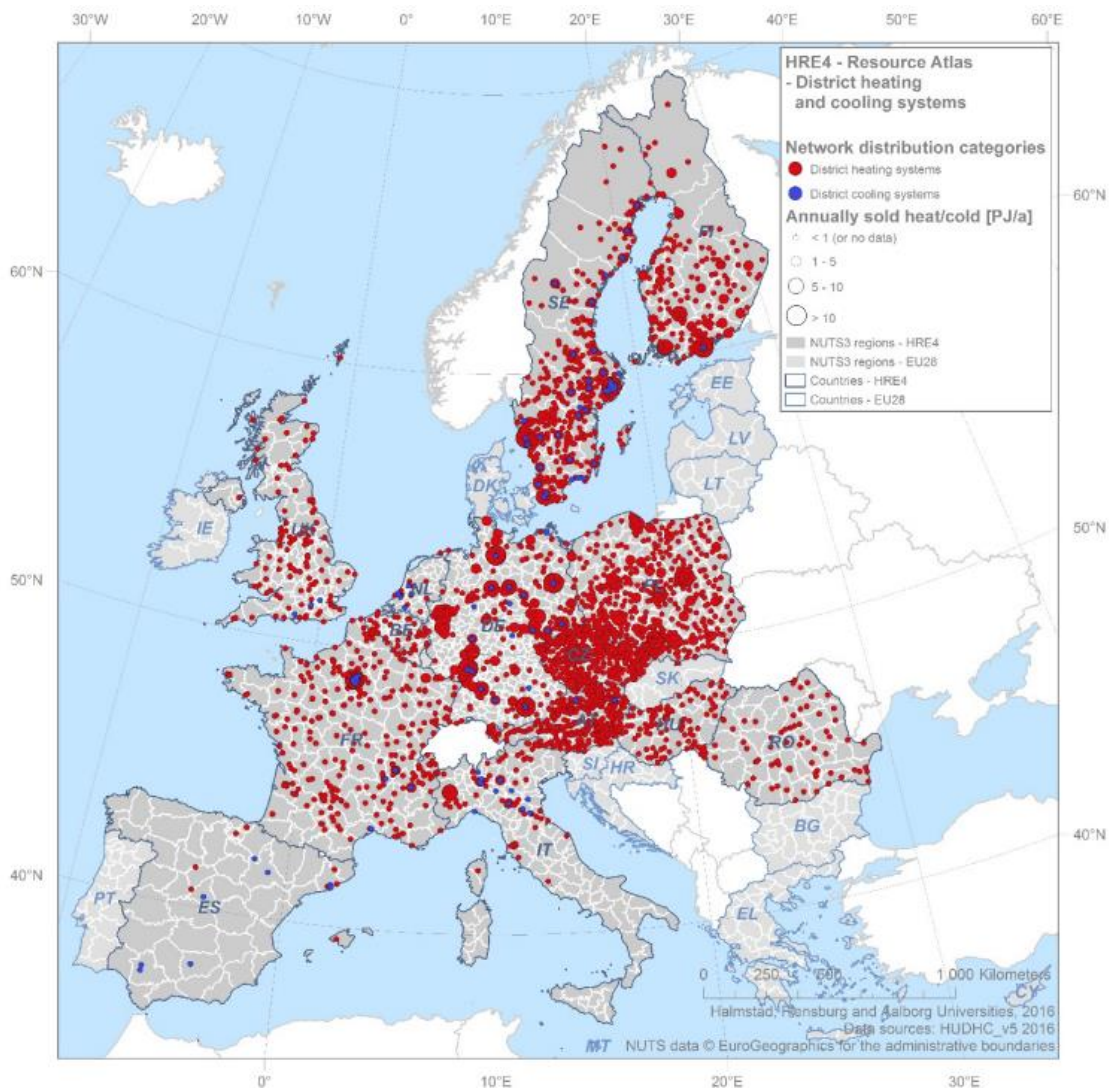 30°W 20°W 10°W 0° 10°E 20°E 30°E 60°E
HRE4 - Resource Atlas
- District heating
and cooling systems
Network distribution categories
District heating systems
District cooling systems
Annually sold heat/cold [PJ/a]
< 1 (or no data)
1 - 5
5 - 10
> 10
NUTS3 regions - HRE4
NUTS3 regions - EU28
Countries - HRE4
Countries - EU28
60°N
60°N
FI
SE
EE
LV
LT
DK
IE
UK
50°N
50°N
NL
BE
DE
PL
CZ
SK
AT
HU
FR
RO
SI
HR
BG
IT
40°N
40°N
PT
ES
EL
CY
MT
0 250 500 1 000 Kilometers
Halmstad, Flensburg and Aalborg Universities, 2016
Data sources: HUDHC_v5 2016
NUTS data © EuroGeographics for the administrative boundaries
0° 10°E 20°E 30°E